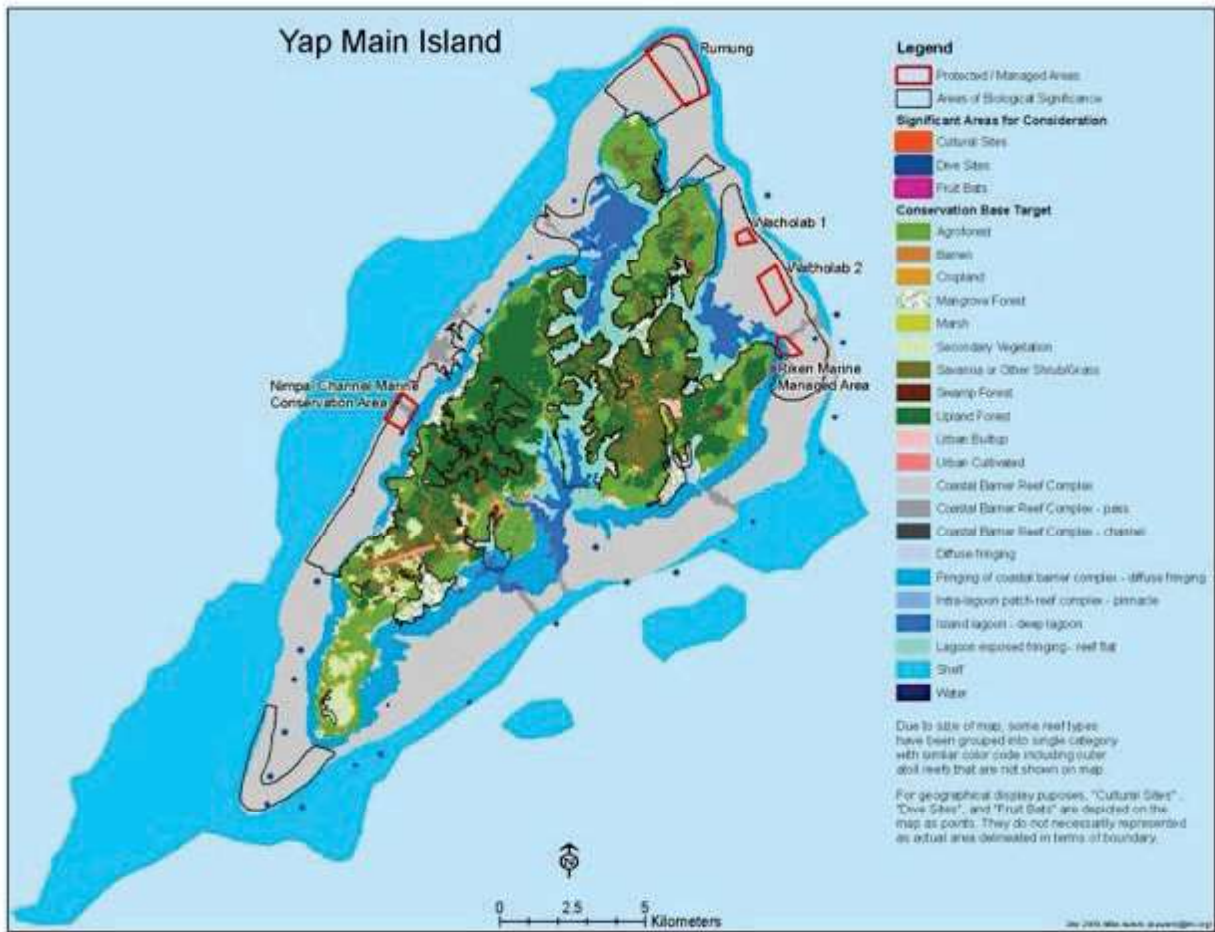 Yap Main Island
Rumung
Wacholab 1
Wacholab 2
Riken Marine
Managed Area
Nimpal Channel Marine
Conservation Area
0 2.5 5
Kilometers
Legend
Protected / Managed Areas
Areas of Biological Significance
Significant Areas for Consideration
Cultural Sites
Dive Sites
Fruit Bats
Conservation Base Target
Agroforest
Barren
Cropland
Mangrove Forest
Marsh
Secondary Vegetation
Savanna or Other Shrub/Grass
Swamp Forest
Upland Forest
Urban Builtup
Urban Cultivated
Coastal Barrier Reef Complex
Coastal Barrier Reef Complex - pass
Coastal Barrier Reef Complex - channel
Diffuse fringing
Fringing of coastal barrier complex - diffuse fringing
Intra-lagoon patch-reef complex - pinnacle
Island lagoon - deep lagoon
Lagoon exposed fringing - reef flat
Shelf
Water
Due to size of map, some reef types
have been grouped into single category
with similar color code including outer
atoll reefs that are not shown on map.
For geographical display puposes, "Cultural Sites",
"Dive Sites", and "Fruit Bats" are depicted on the
map as points. They do not necessarily represented
as actual area delineated in terms of boundary.